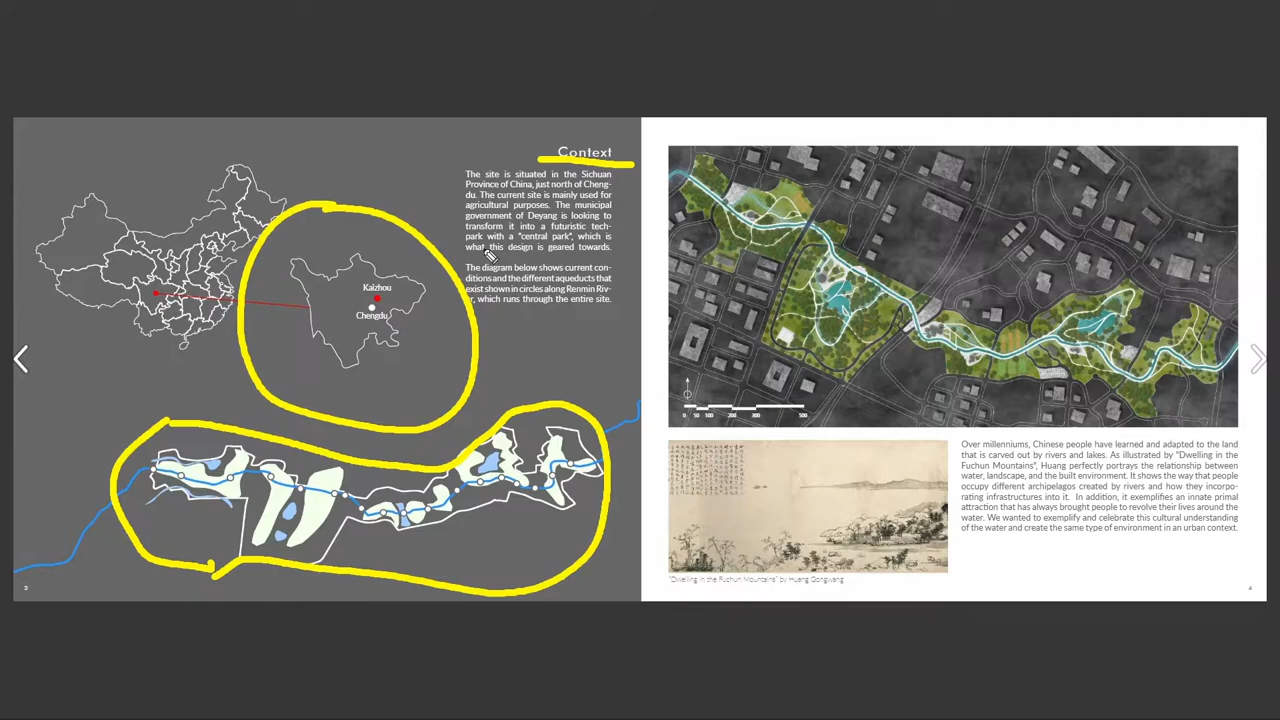 Context
The site is situated in the Sichuan
Province of China, just north of Cheng-
du. The current site is mainly used for
agricultural purposes. The municipal
government of Deyang is looking to
transform it into a futuristic tech-
park with a "central park", which is
what this design is geared towards.
The diagram below shows current con-
ditions and the different aqueducts that
exist shown in circles along Renmin Riv-
er, which runs through the entire site.
Kaizhou
Chengdu
3
0 50 100 200 300 500
Over millenniums, Chinese people have learned and adapted to the land
that is carved out by rivers and lakes. As illustrated by "Dwelling in the
Fuchun Mountains", Huang perfectly portrays the relationship between
water, landscape, and the built environment. It shows the way that people
occupy different archipelagos created by rivers and how they incorpo-
rating infrastructures into it. In addition, it exemplifies an innate primal
attraction that has always brought people to revolve their lives around the
water. We wanted to exemplify and celebrate this cultural understanding
of the water and create the same type of environment in an urban context.
"Dwelling in the Fuchun Mountains" by Huang Gongwang
4